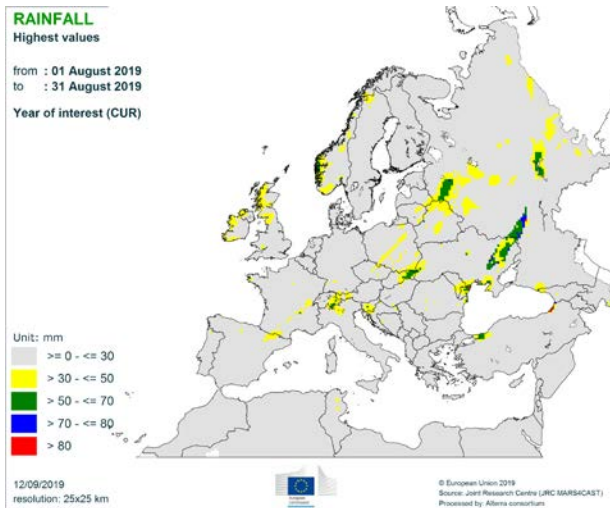 RAINFALL
Highest values
from : 01 August 2019
to : 31 August 2019
Year of interest (CUR)
Unit: mm
>= 0 - <= 30
> 30 - <= 50
> 50 - <= 70
> 70 - <= 80
> 80
12/09/2019
resolution: 25x25 km
© European Union 2019
Source: Joint Research Centre (JRC MARS4CAST)
Processed by: Alterra consortium